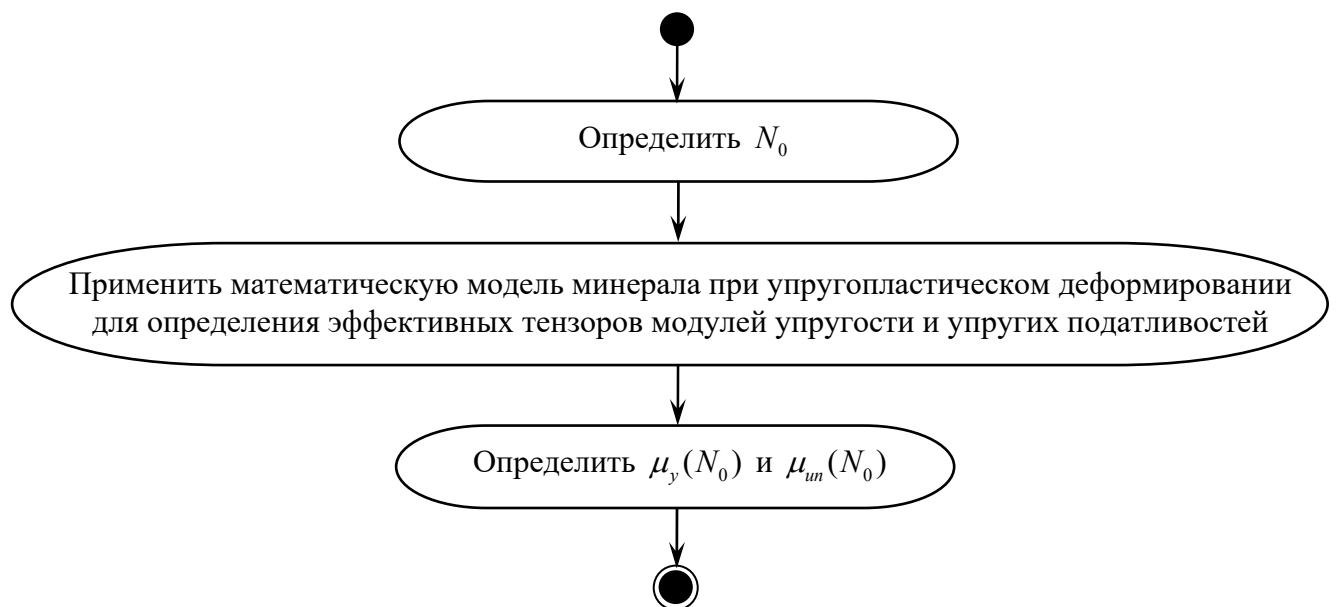 Определить N₀
Применить математическую модель минерала при упругопластическом деформировании
для определения эффективных тензоров модулей упругости и упругих податливостей
Определить μ_у(N₀) и μ_ип(N₀)